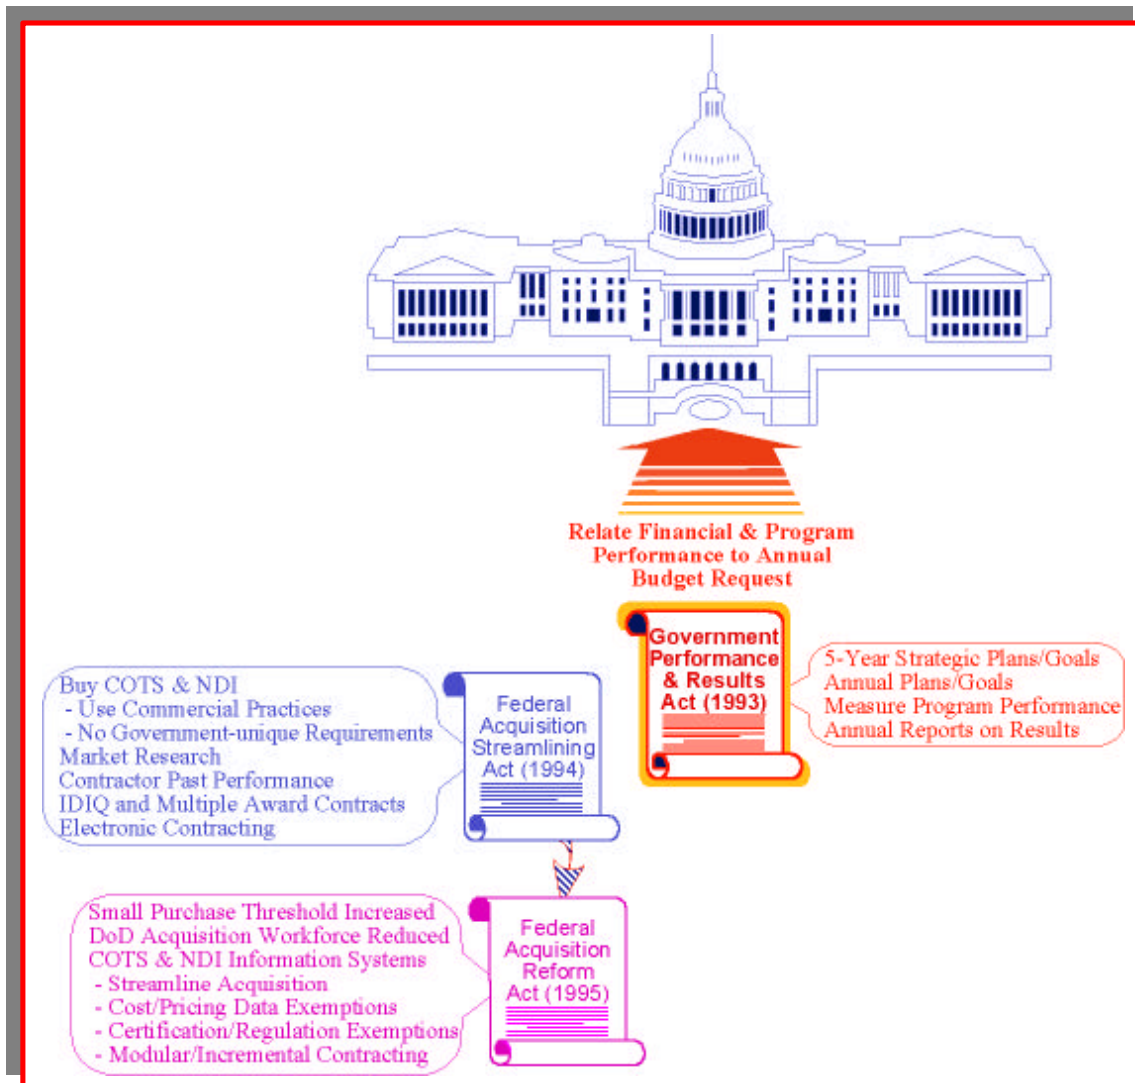 Relate Financial & Program
Performance to Annual
Budget Request
Government
Performance
& Results
Act (1993)
5-Year Strategic Plans/Goals
Annual Plans/Goals
Measure Program Performance
Annual Reports on Results
Buy COTS & NDI
- Use Commercial Practices
- No Government-unique Requirements
Market Research
Contractor Past Performance
IDIQ and Multiple Award Contracts
Electronic Contracting
Federal
Acquisition
Streamlining
Act (1994)
Small Purchase Threshold Increased
DoD Acquisition Workforce Reduced
COTS & NDI Information Systems
- Streamline Acquisition
- Cost/Pricing Data Exemptions
- Certification/Regulation Exemptions
- Modular/Incremental Contracting
Federal
Acquisition
Reform
Act (1995)